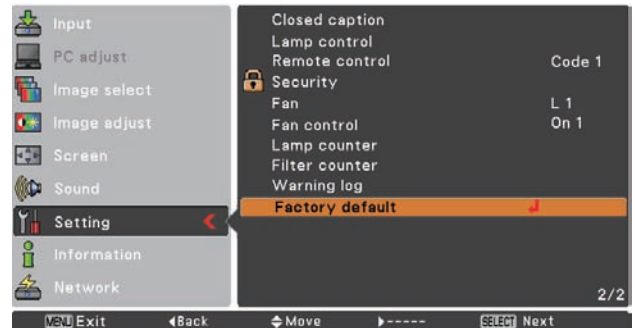 Input
PC adjust
Image select
Image adjust
Screen
Sound
Setting
Information
Network
Closed caption
Lamp control
Remote control Code 1
Security
Fan L 1
Fan control On 1
Lamp counter
Filter counter
Warning log
Factory default
2/2
MENU Exit ◀Back Move ▶----- SELECT Next